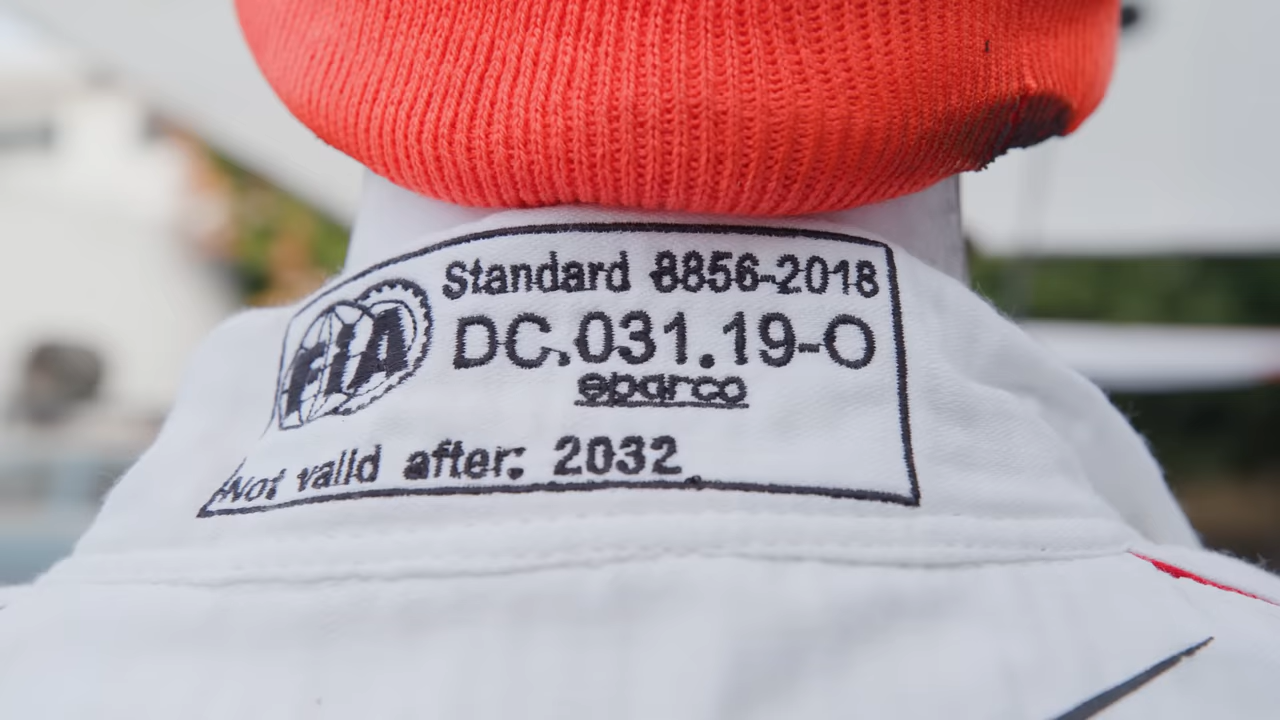 FIA
Standard 8856-2018
DC.031.19-O
sparco
Not valid after: 2032